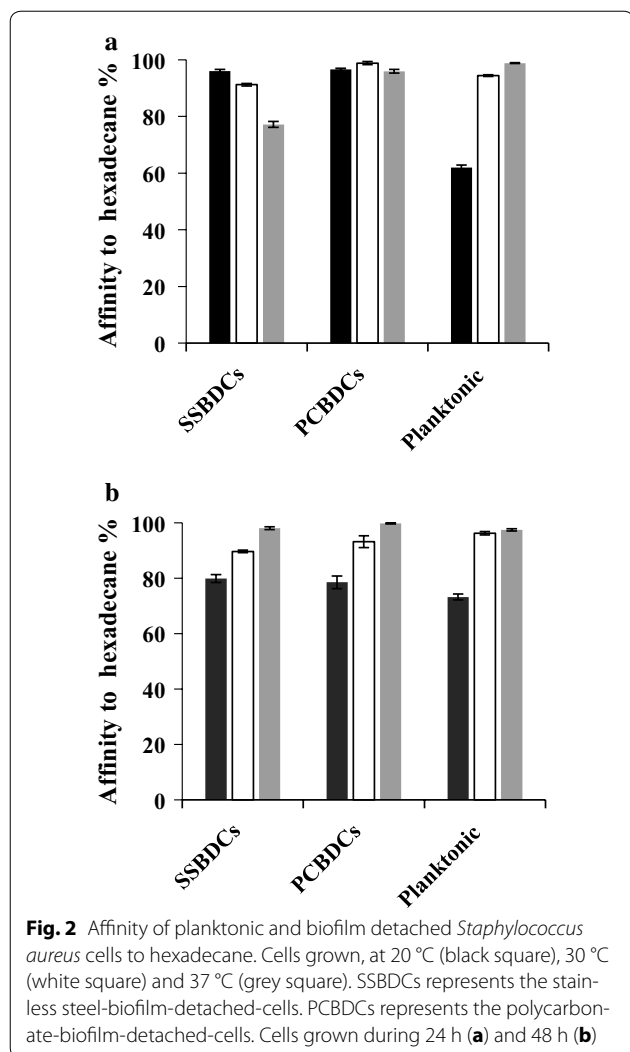 a
Affinity to hexadecane %
100
80
60
40
20
0
SSBDCs
PCBDCs
Planktonic
b
Affinity to hexadecane %
100
80
60
40
20
0
SSBDCs
PCBDCs
Planktonic
Fig. 2 Affinity of planktonic and biofilm detached Staphylococcus
aureus cells to hexadecane. Cells grown, at 20 °C (black square), 30 °C
(white square) and 37 °C (grey square). SSBDCs represents the stain-
less steel-biofilm-detached-cells. PCBDCs represents the polycarbon-
ate-biofilm-detached-cells. Cells grown during 24 h (a) and 48 h (b)